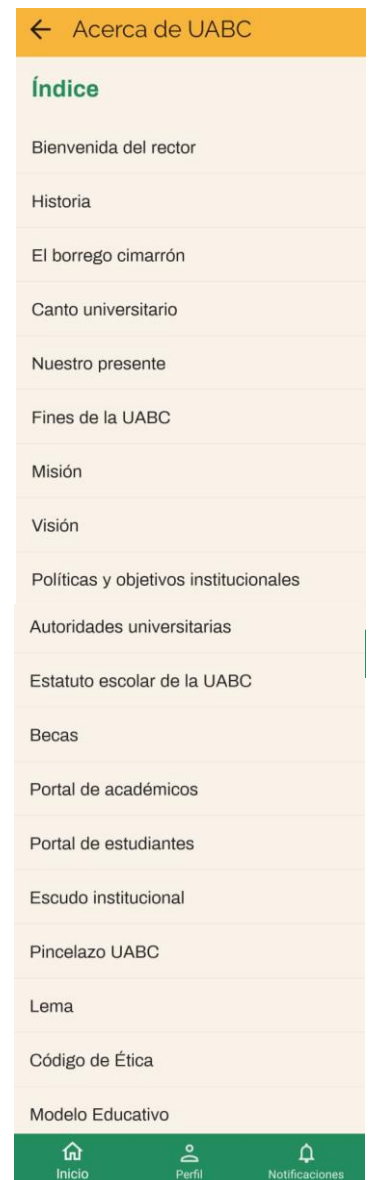 Acerca de UABC
Índice
Bienvenida del rector
Historia
El borrego cimarrón
Canto universitario
Nuestro presente
Fines de la UABC
Misión
Visión
Políticas y objetivos institucionales
Autoridades universitarias
Estatuto escolar de la UABC
Becas
Portal de académicos
Portal de estudiantes
Escudo institucional
Pincelazo UABC
Lema
Código de Ética
Modelo Educativo
Inicio Perfil Notificaciones